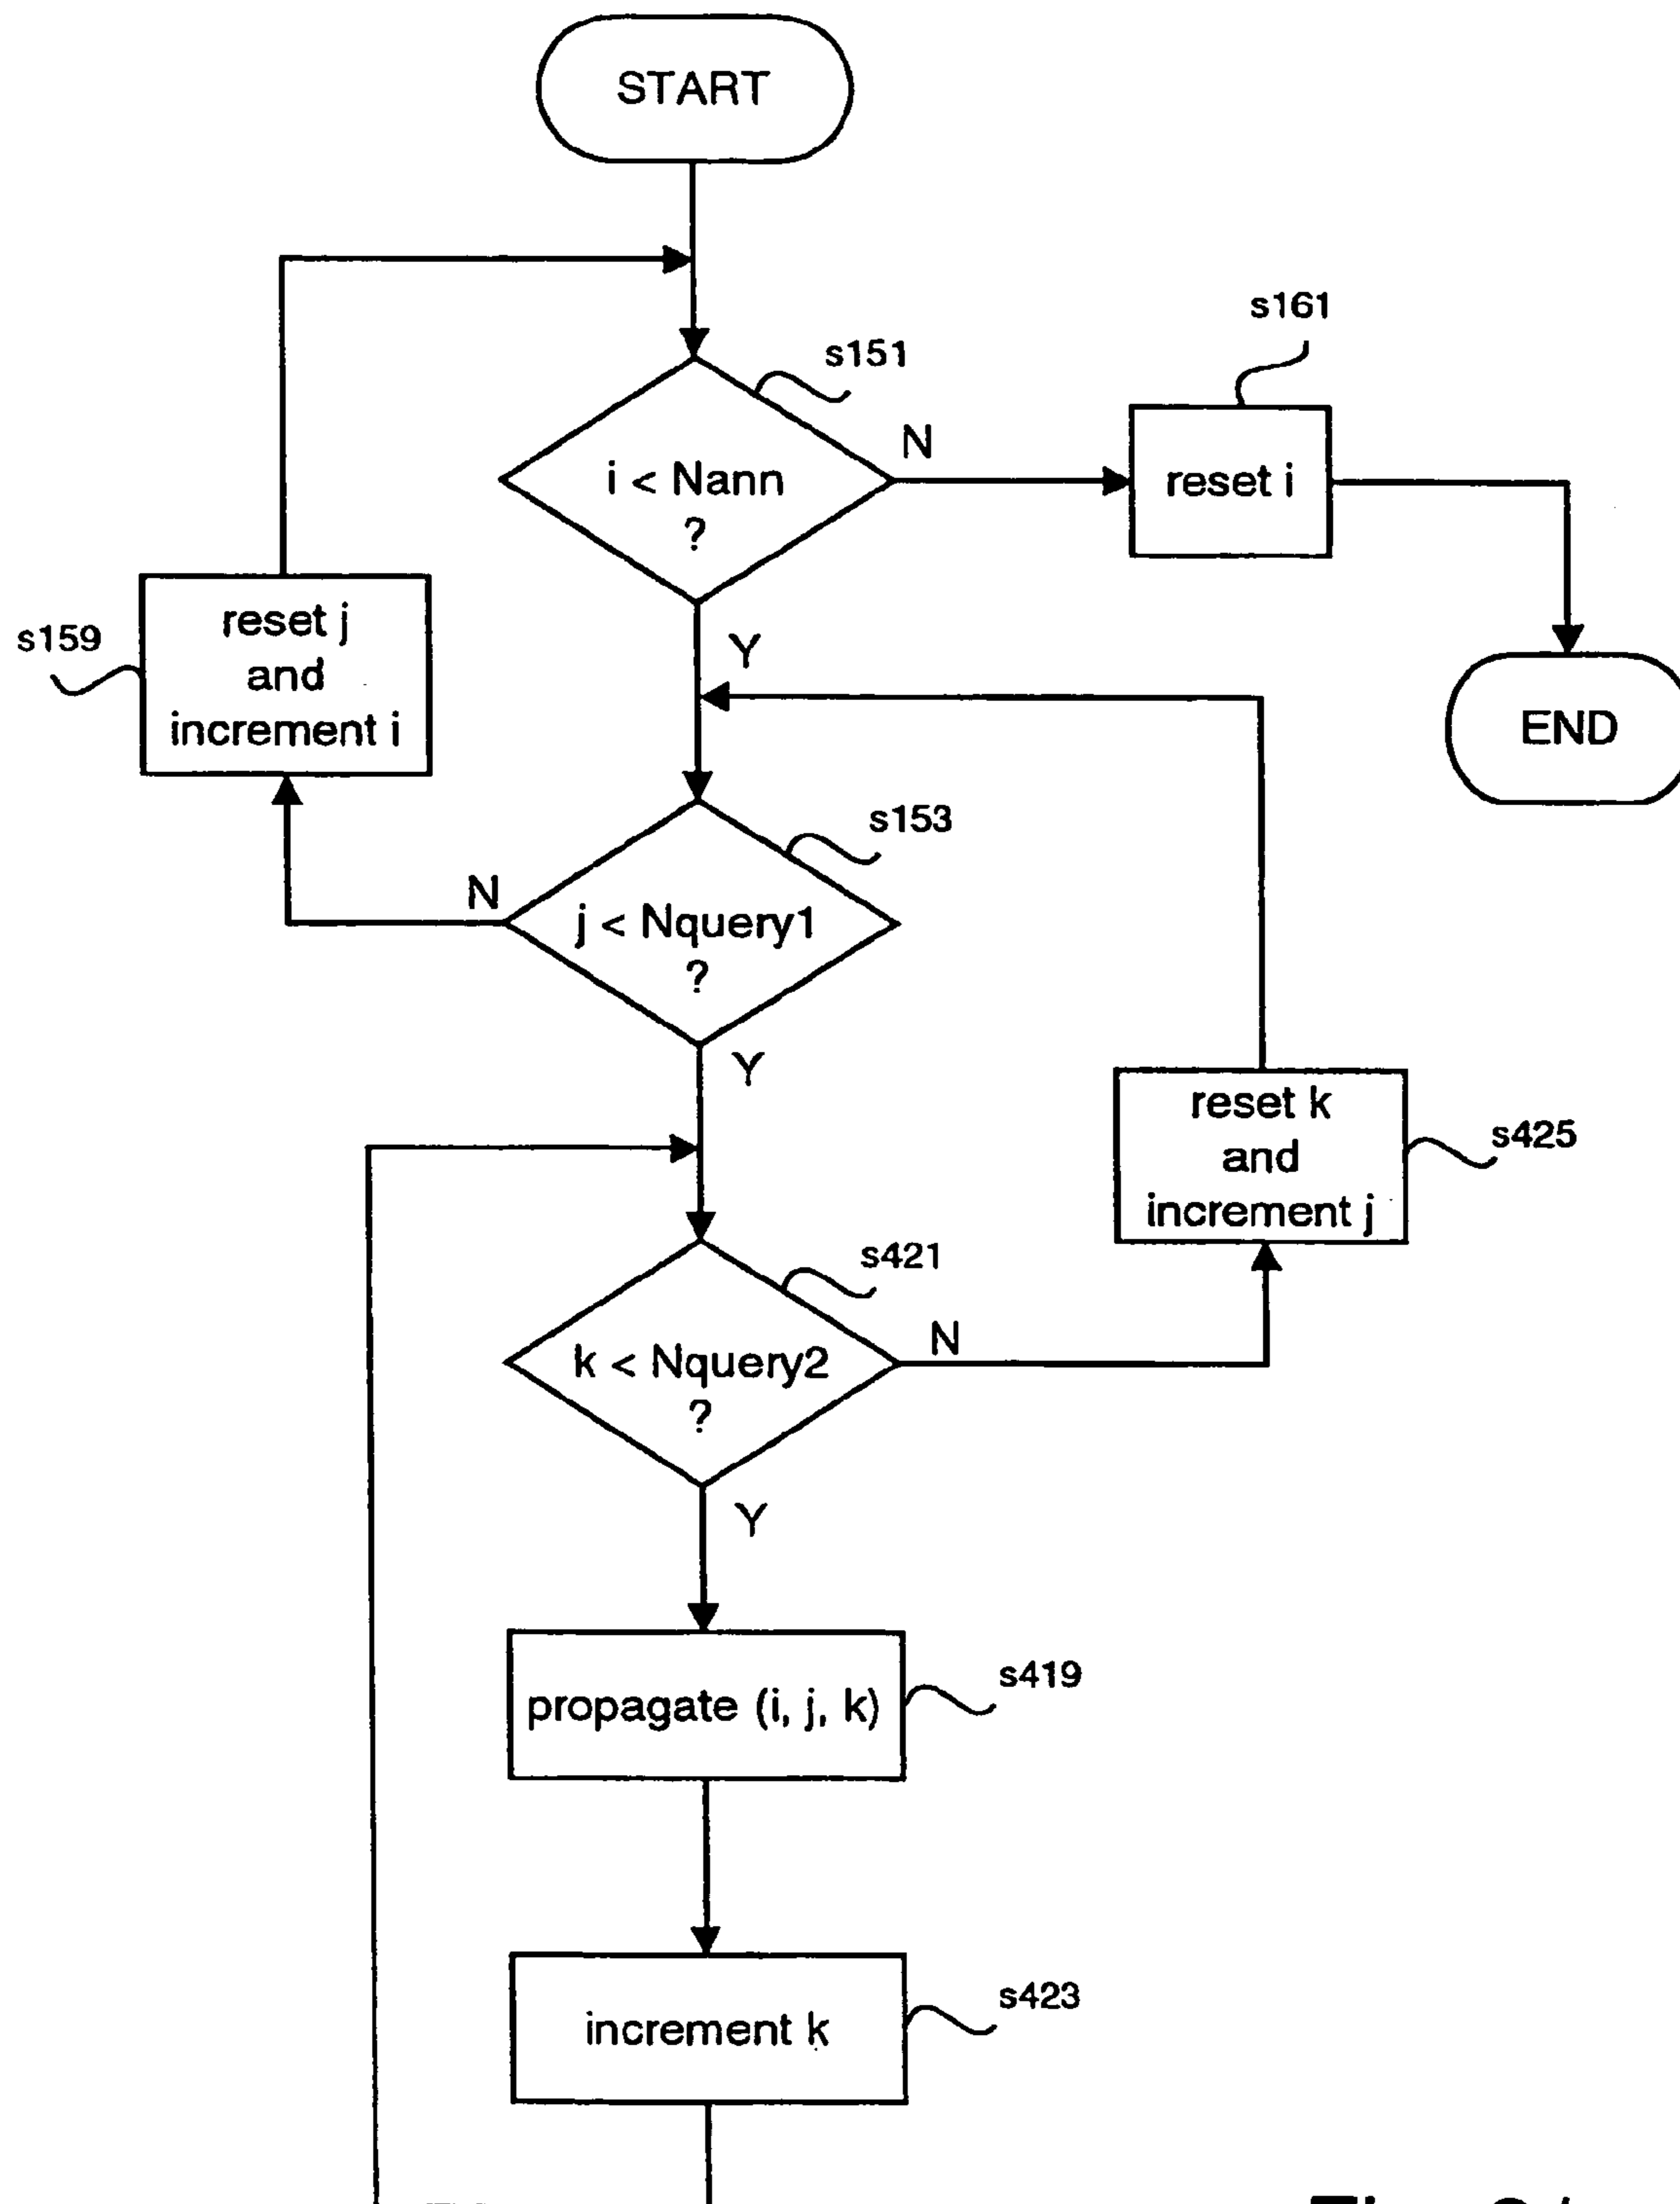 START
s151
s161
i < Nann
?
N
reset i
Y
s159
reset j
and
increment i
END
s153
N
j < Nquery1
?
Y
reset k
and
increment j
s425
s421
k < Nquery2
?
N
Y
propagate (i, j, k)
s419
increment k
s423